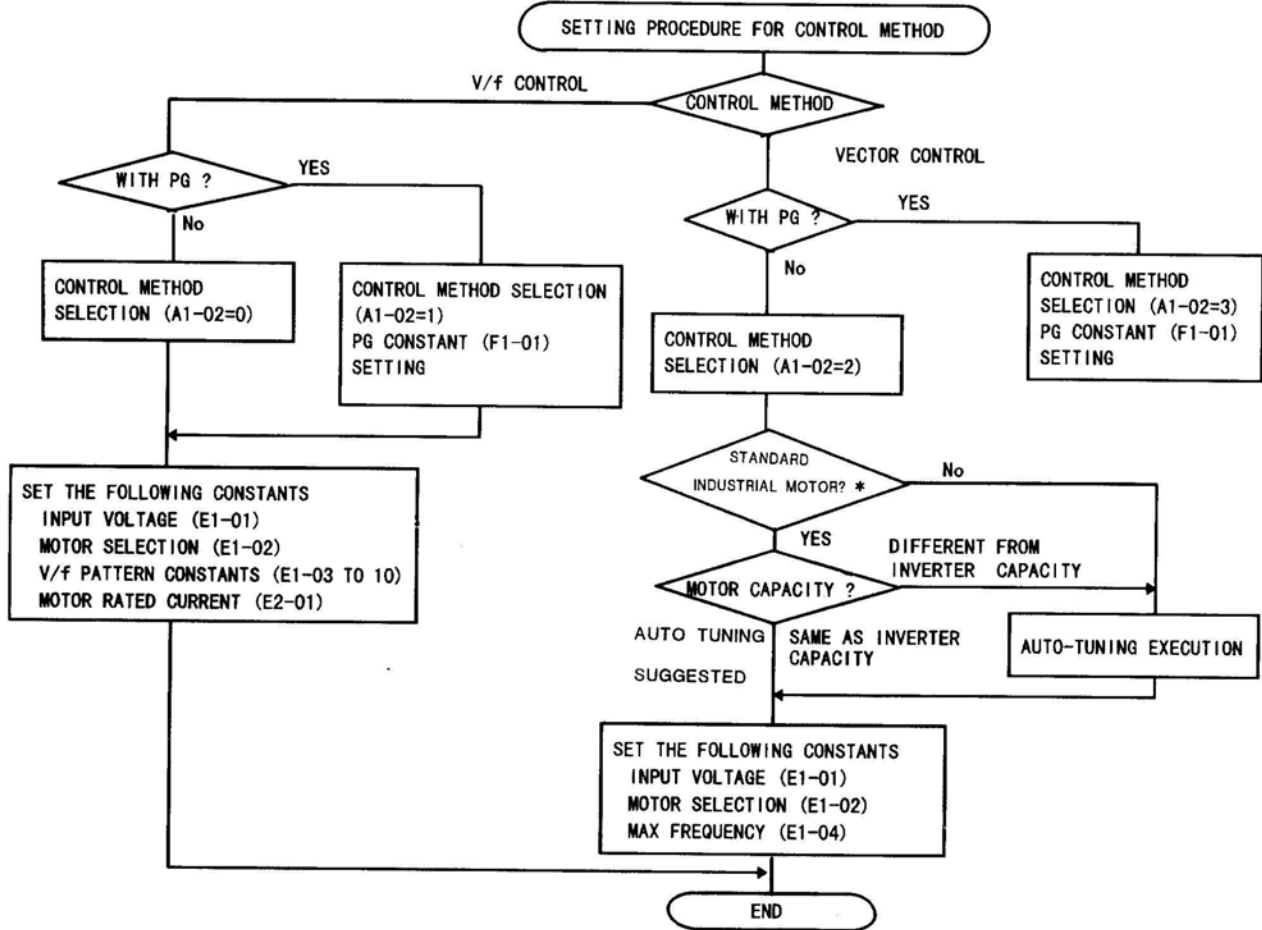 SETTING PROCEDURE FOR CONTROL METHOD
V/f CONTROL
CONTROL METHOD
VECTOR CONTROL
WITH PG ?
YES
No
WITH PG ?
YES
No
CONTROL METHOD
SELECTION (A1-02=0)
CONTROL METHOD SELECTION
(A1-02=1)
PG CONSTANT (F1-01)
SETTING
CONTROL METHOD
SELECTION (A1-02=2)
CONTROL METHOD
SELECTION (A1-02=3)
PG CONSTANT (F1-01)
SETTING
STANDARD
INDUSTRIAL MOTOR? *
No
YES
SET THE FOLLOWING CONSTANTS
INPUT VOLTAGE (E1-01)
MOTOR SELECTION (E1-02)
V/f PATTERN CONSTANTS (E1-03 TO 10)
MOTOR RATED CURRENT (E2-01)
MOTOR CAPACITY ?
DIFFERENT FROM
INVERTER CAPACITY
AUTO TUNING
SUGGESTED
SAME AS INVERTER
CAPACITY
AUTO-TUNING EXECUTION
SET THE FOLLOWING CONSTANTS
INPUT VOLTAGE (E1-01)
MOTOR SELECTION (E1-02)
MAX FREQUENCY (E1-04)
END